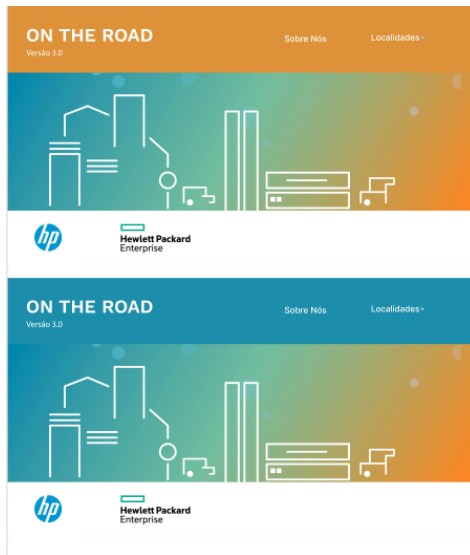 ON THE ROAD
Versão 3.0
Sobre Nós
Localidades
hp
Hewlett Packard
Enterprise
ON THE ROAD
Versão 3.0
Sobre Nós
Localidades
hp
Hewlett Packard
Enterprise